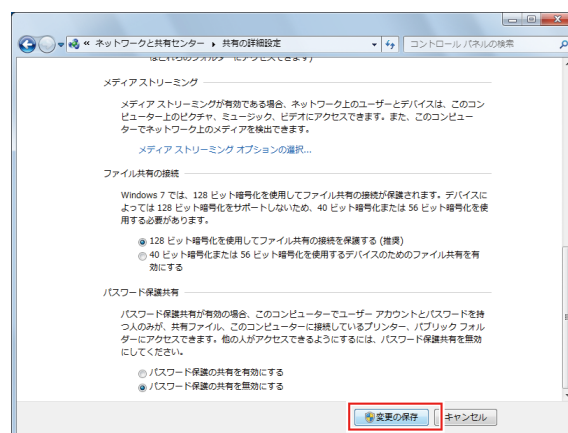 « ネットワークと共有センター ▸ 共有の詳細設定
コントロール パネルの検索
メディア ストリーミング
メディア ストリーミングが有効である場合、ネットワーク上のユーザーとデバイスは、このコン
ピューター上のピクチャ、ミュージック、ビデオにアクセスできます。また、このコンピュー
ターでネットワーク上のメディアを検出できます。
メディア ストリーミング オプションの選択...
ファイル共有の接続
Windows 7 では、128 ビット暗号化を使用してファイル共有の接続が保護されます。デバイスに
よっては 128 ビット暗号化をサポートしないため、40 ビット暗号化または 56 ビット暗号化を使
用する必要があります。
128 ビット暗号化を使用してファイル共有の接続を保護する (推奨)
40 ビット暗号化または 56 ビット暗号化を使用するデバイスのためのファイル共有を有
効にする
パスワード保護共有
パスワード保護共有が有効の場合、このコンピューターでユーザー アカウントとパスワードを持
つ人のみが、共有ファイル、このコンピューターに接続しているプリンター、パブリック フォル
ダーにアクセスできます。他の人がアクセスできるようにするには、パスワード保護共有を無効
にしてください。
パスワード保護の共有を有効にする
パスワード保護の共有を無効にする
変更の保存
キャンセル